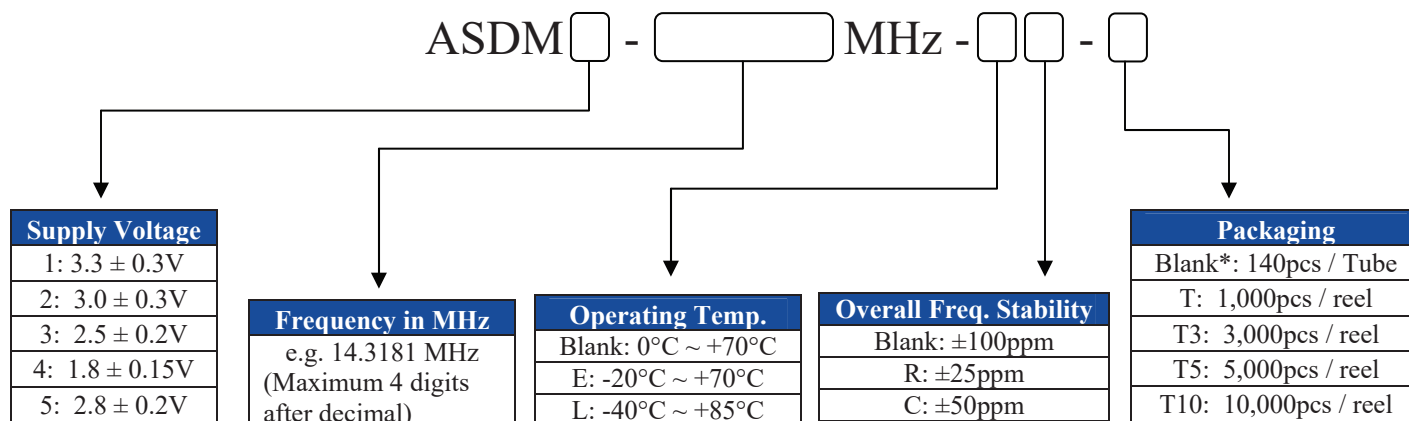 ASDM - MHz - -
Supply Voltage
1: 3.3 ± 0.3V
2: 3.0 ± 0.3V
3: 2.5 ± 0.2V
4: 1.8 ± 0.15V
5: 2.8 ± 0.2V
Frequency in MHz
e.g. 14.3181 MHz
(Maximum 4 digits
after decimal)
Operating Temp.
Blank: 0°C ~ +70°C
E: -20°C ~ +70°C
L: -40°C ~ +85°C
Overall Freq. Stability
Blank: ±100ppm
R: ±25ppm
C: ±50ppm
Packaging
Blank*: 140pcs / Tube
T: 1,000pcs / reel
T3: 3,000pcs / reel
T5: 5,000pcs / reel
T10: 10,000pcs / reel